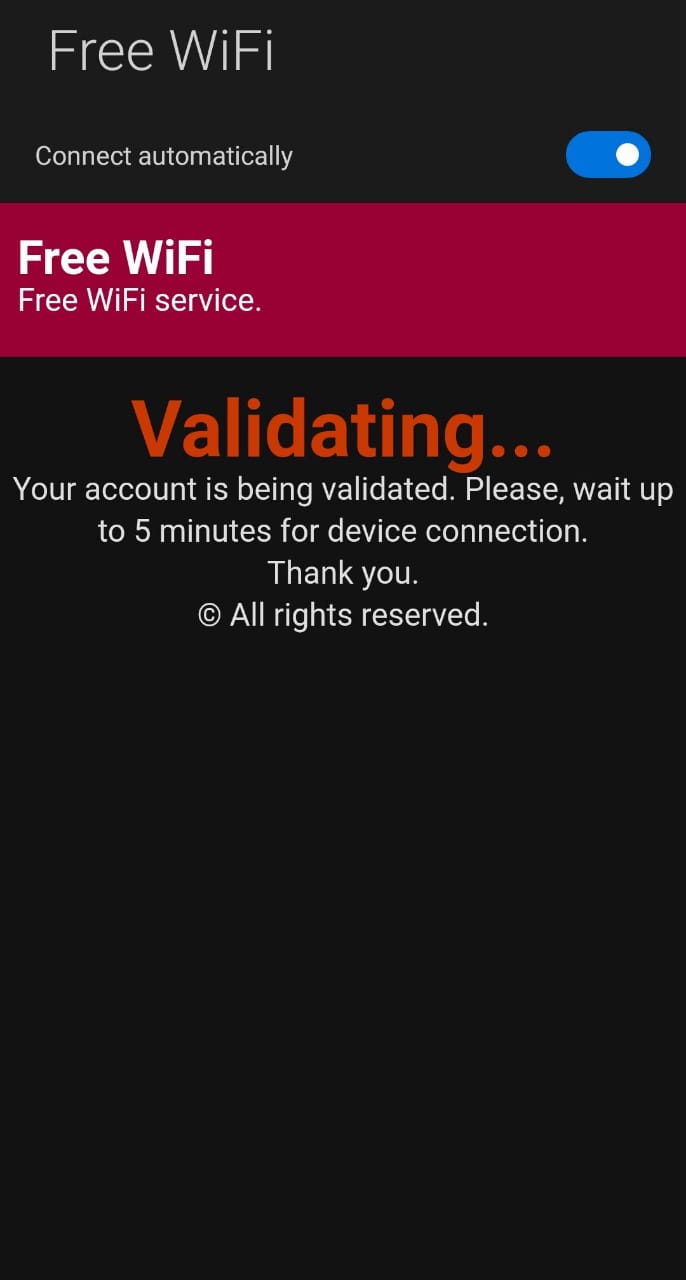 Free WiFi
Connect automatically
Free WiFi
Free WiFi service.
Validating...
Your account is being validated. Please, wait up
to 5 minutes for device connection.
Thank you.
© All rights reserved.